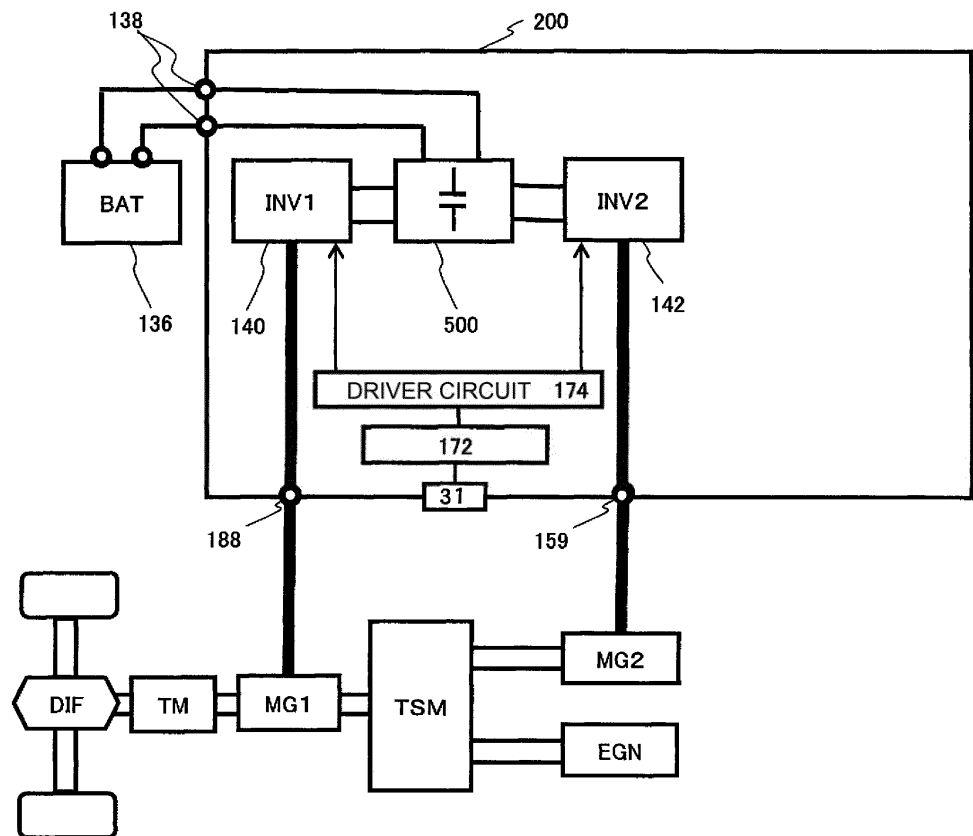 138
200
BAT
INV1
INV2
136
140
500
142
DRIVER CIRCUIT 174
172
31
188
159
MG2
DIF
TM
MG1
TSM
EGN